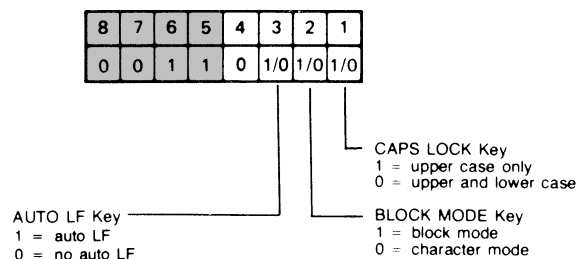 8 7 6 5 4 3 2 1
0 0 1 1 0 1/0 1/0 1/0
CAPS LOCK Key
1 = upper case only
0 = upper and lower case
AUTO LF Key
1 = auto LF
0 = no auto LF
BLOCK MODE Key
1 = block mode
0 = character mode